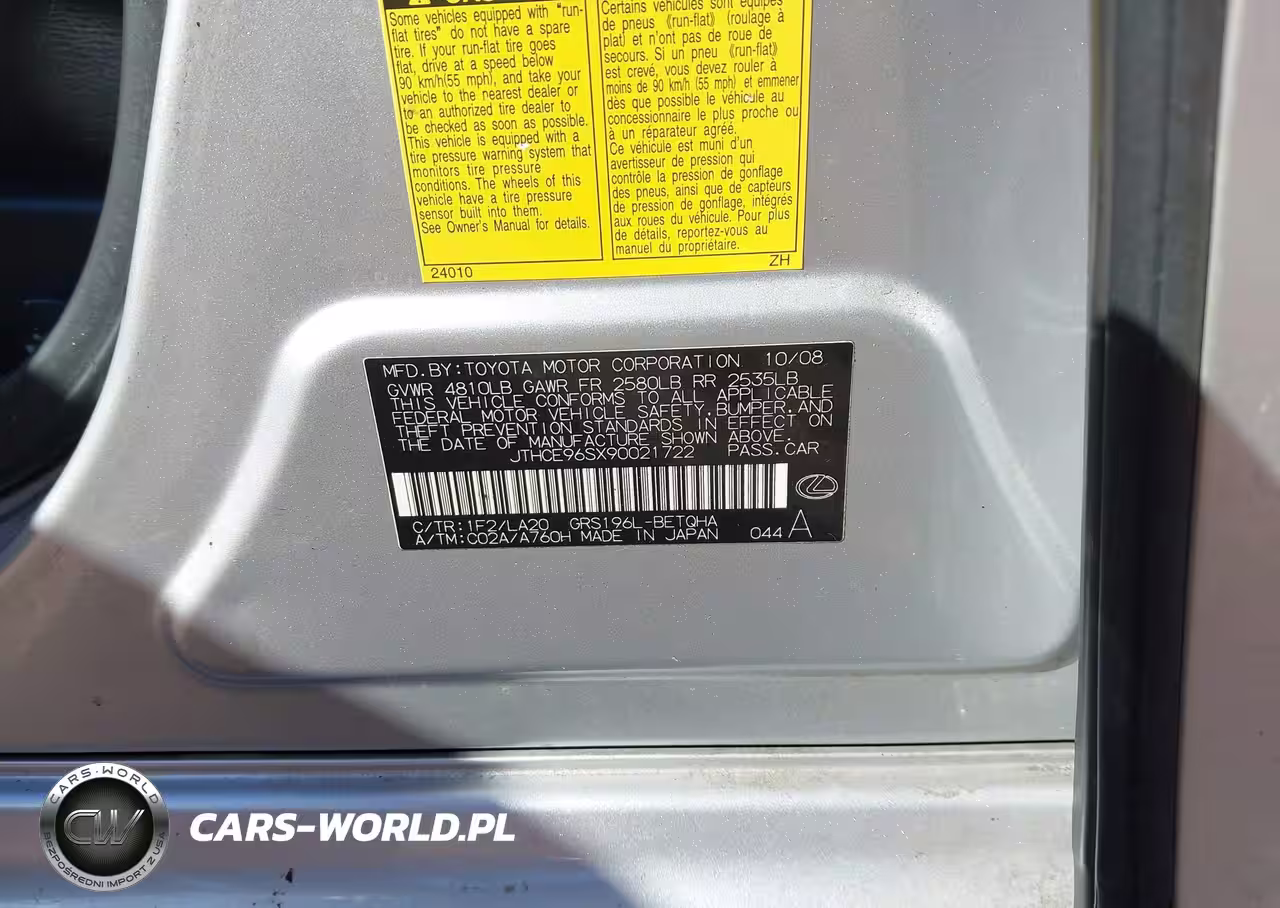 Some vehicles equipped with "run-
flat tires" do not have a spare
tire. If your run-flat tire goes
flat, drive at a speed below
90 km/h(55 mph), and take your
vehicle to the nearest dealer or
to an authorized tire dealer to
be checked as soon as possible.
This vehicle is equipped with a
tire pressure warning system that
monitors tire pressure
conditions. The wheels of this
vehicle have a tire pressure
sensor built into them.
See Owner's Manual for details.
Certains véhicules sont équipés
de pneus《run-flat》(roulage à
plat) et n'ont pas de roue de
secours. Si un pneu《run-flat》
est crevé, vous devez rouler à
moins de 90 km/h (55 mph) et emmener
dès que possible le véhicule au
concessionnaire le plus proche ou
à un réparateur agréé.
Ce véhicule est muni d'un
avertisseur de pression qui
contrôle la pression de gonflage
des pneus, ainsi que de capteurs
de pression de gonflage, intégrés
aux roues du véhicule. Pour plus
de détails, reportez-vous au
manuel du propriétaire.
24010 ZH
MFD.BY:TOYOTA MOTOR CORPORATION 10/08
GVWR 4810LB GAWR FR 2580LB RR 2535LB
THIS VEHICLE CONFORMS TO ALL APPLICABLE
FEDERAL MOTOR VEHICLE SAFETY,BUMPER,AND
THEFT PREVENTION STANDARDS IN EFFECT ON
THE DATE OF MANUFACTURE SHOWN ABOVE.
JTHCE96SX90021722 PASS.CAR
C/TR:1F2/LA20 GRS196L-BETQHA
A/TM:C02A/A760H MADE IN JAPAN 044 A
CARS-WORLD
CW
BEZPOŚREDNI IMPORT Z USA
CARS-WORLD.PL